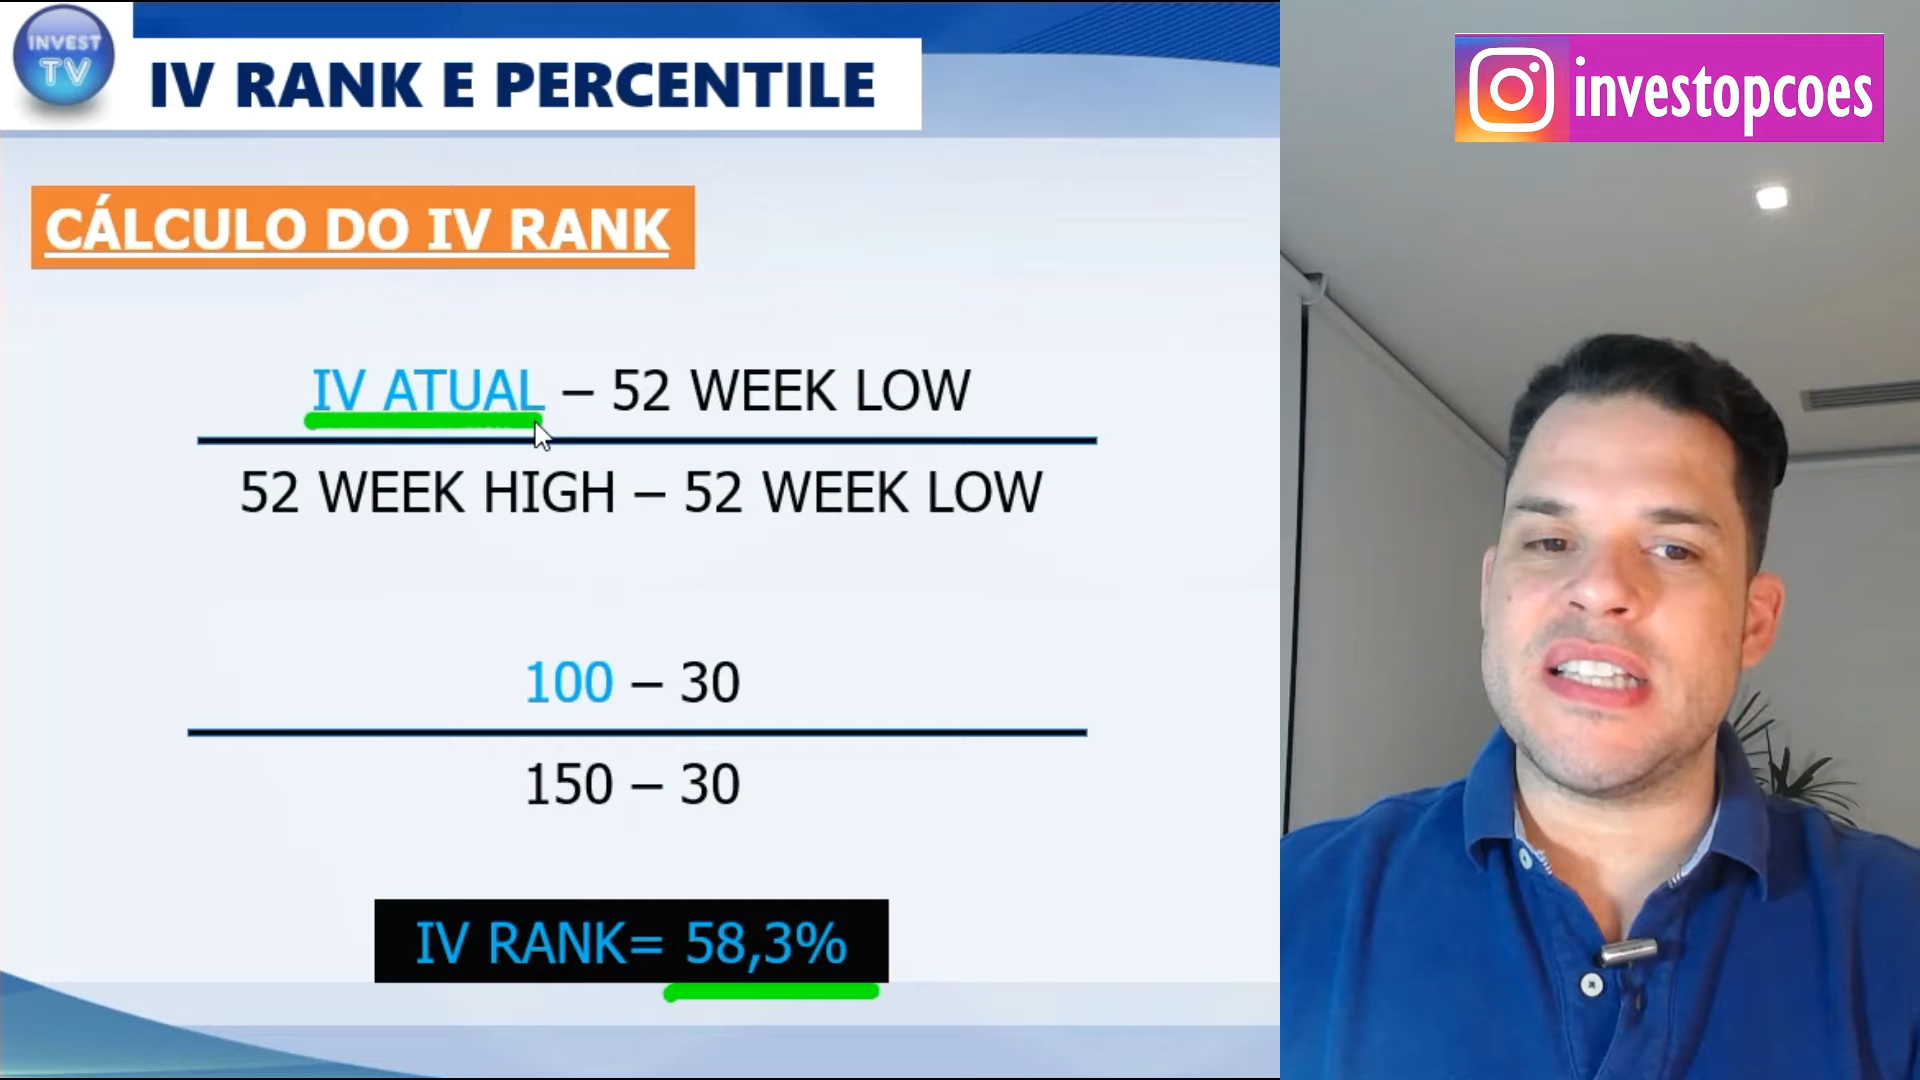 INVEST
TV
IV RANK E PERCENTILE
investopcoes
CÁLCULO DO IV RANK
IV ATUAL – 52 WEEK LOW
52 WEEK HIGH – 52 WEEK LOW
100 – 30
150 – 30
IV RANK= 58,3%